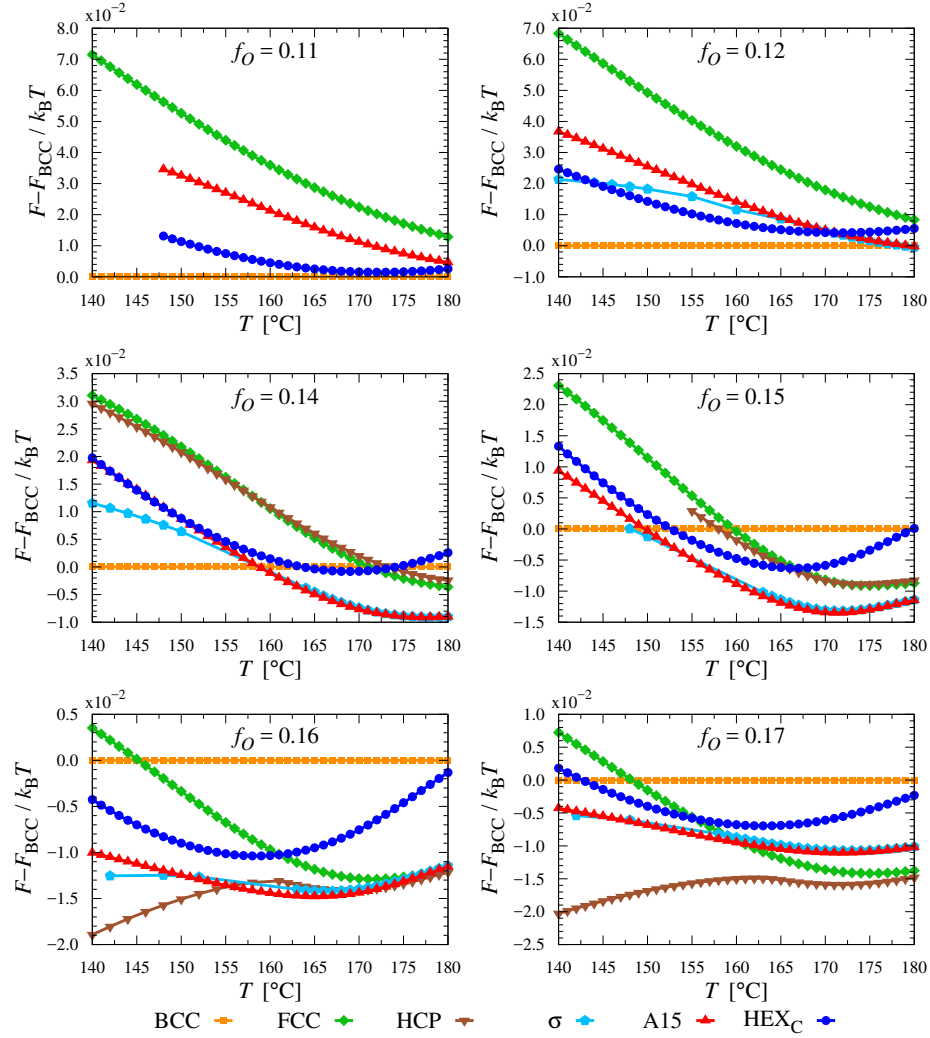 x10⁻² x10⁻²
8.0 7.0 6.0 5.0 4.0 3.0 2.0 1.0 0.0
F−F_BCC / k_BT
f_O = 0.11
140 145 150 155 160 165 170 175 180
T [°C]
7.0 6.0 5.0 4.0 3.0 2.0 1.0 0.0 −1.0
F−F_BCC / k_BT
f_O = 0.12
140 145 150 155 160 165 170 175 180
T [°C]
x10⁻² x10⁻²
3.5 3.0 2.5 2.0 1.5 1.0 0.5 0.0 −0.5 −1.0
F−F_BCC / k_BT
f_O = 0.14
140 145 150 155 160 165 170 175 180
T [°C]
2.5 2.0 1.5 1.0 0.5 0.0 −0.5 −1.0 −1.5
F−F_BCC / k_BT
f_O = 0.15
140 145 150 155 160 165 170 175 180
T [°C]
x10⁻² x10⁻²
0.5 0.0 −0.5 −1.0 −1.5 −2.0
F−F_BCC / k_BT
f_O = 0.16
140 145 150 155 160 165 170 175 180
T [°C]
1.0 0.5 0.0 −0.5 −1.0 −1.5 −2.0 −2.5
F−F_BCC / k_BT
f_O = 0.17
140 145 150 155 160 165 170 175 180
T [°C]
BCC FCC HCP σ A15 HEX_C